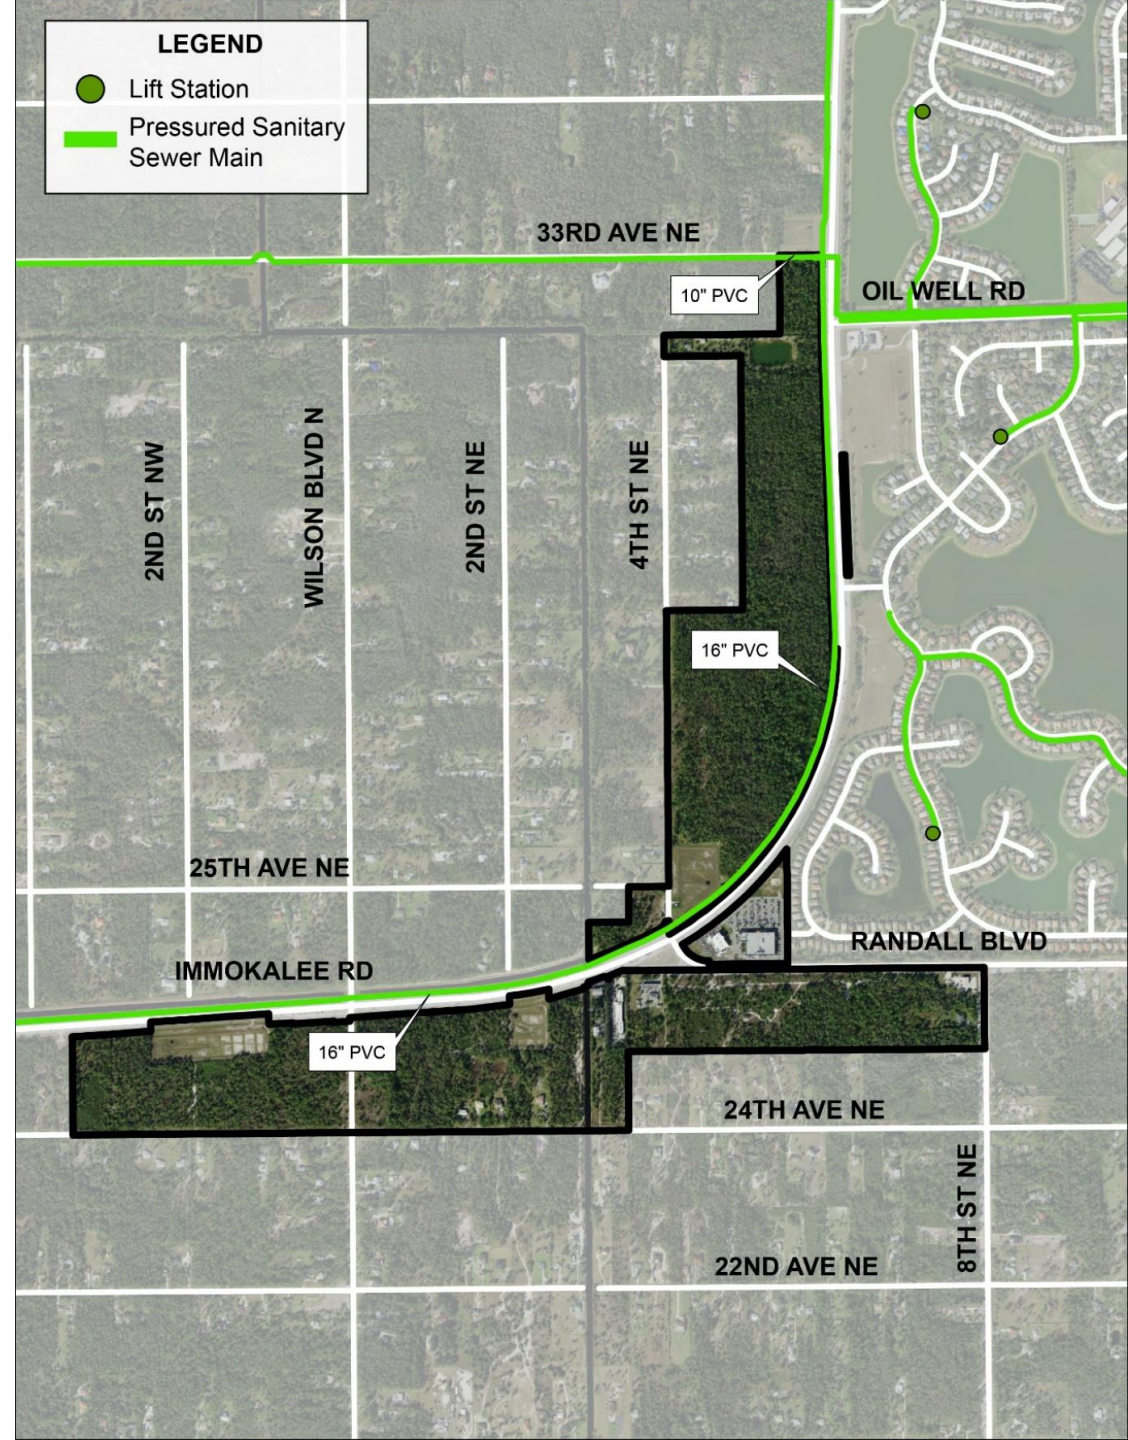 LEGEND
Lift Station
Pressured Sanitary
Sewer Main
33RD AVE NE
10" PVC
OIL WELL RD
2ND ST NW
WILSON BLVD N
2ND ST NE
4TH ST NE
16" PVC
25TH AVE NE
RANDALL BLVD
IMMOKALEE RD
16" PVC
24TH AVE NE
8TH ST NE
22ND AVE NE